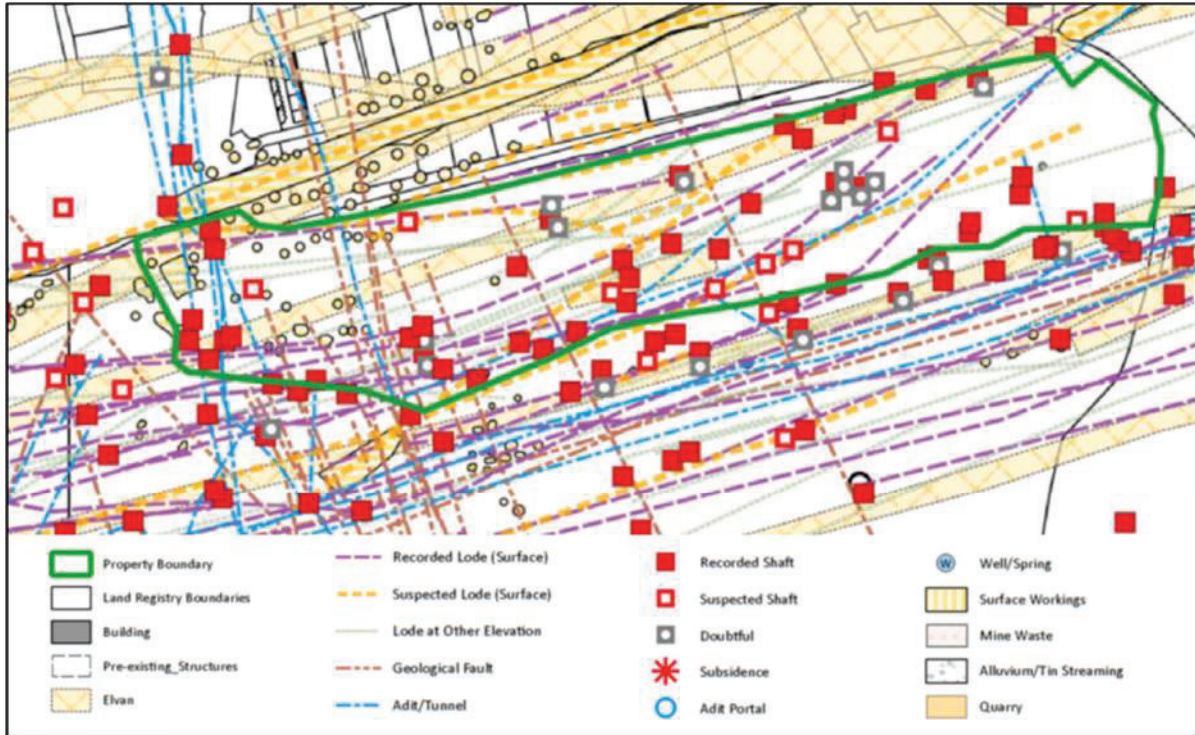 Property Boundary
Land Registry Boundaries
Building
Pre-existing_Structures
Elvan
Recorded Lode (Surface)
Suspected Lode (Surface)
Lode at Other Elevation
Geological Fault
Adit/Tunnel
Recorded Shaft
Suspected Shaft
Doubtful
Subsidence
Adit Portal
W Well/Spring
Surface Workings
Mine Waste
Alluvium/Tin Streaming
Quarry